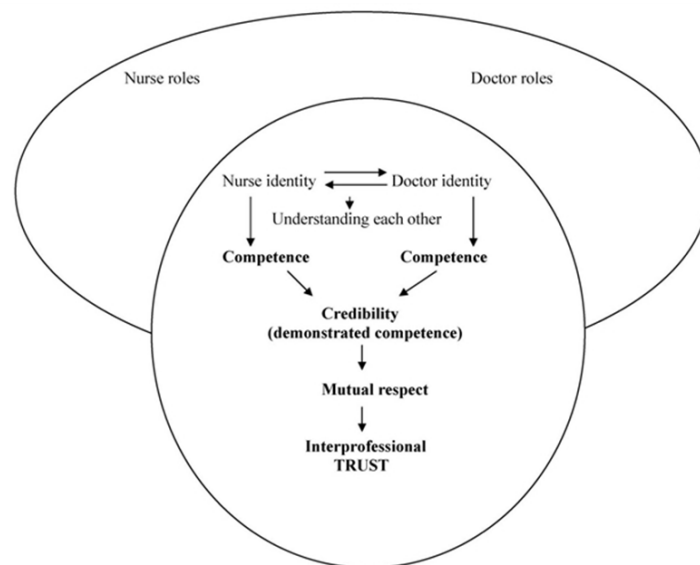 Nurse roles
Doctor roles
Nurse identity
Doctor identity
Understanding each other
Competence
Competence
Credibility
(demonstrated competence)
Mutual respect
Interprofessional
TRUST